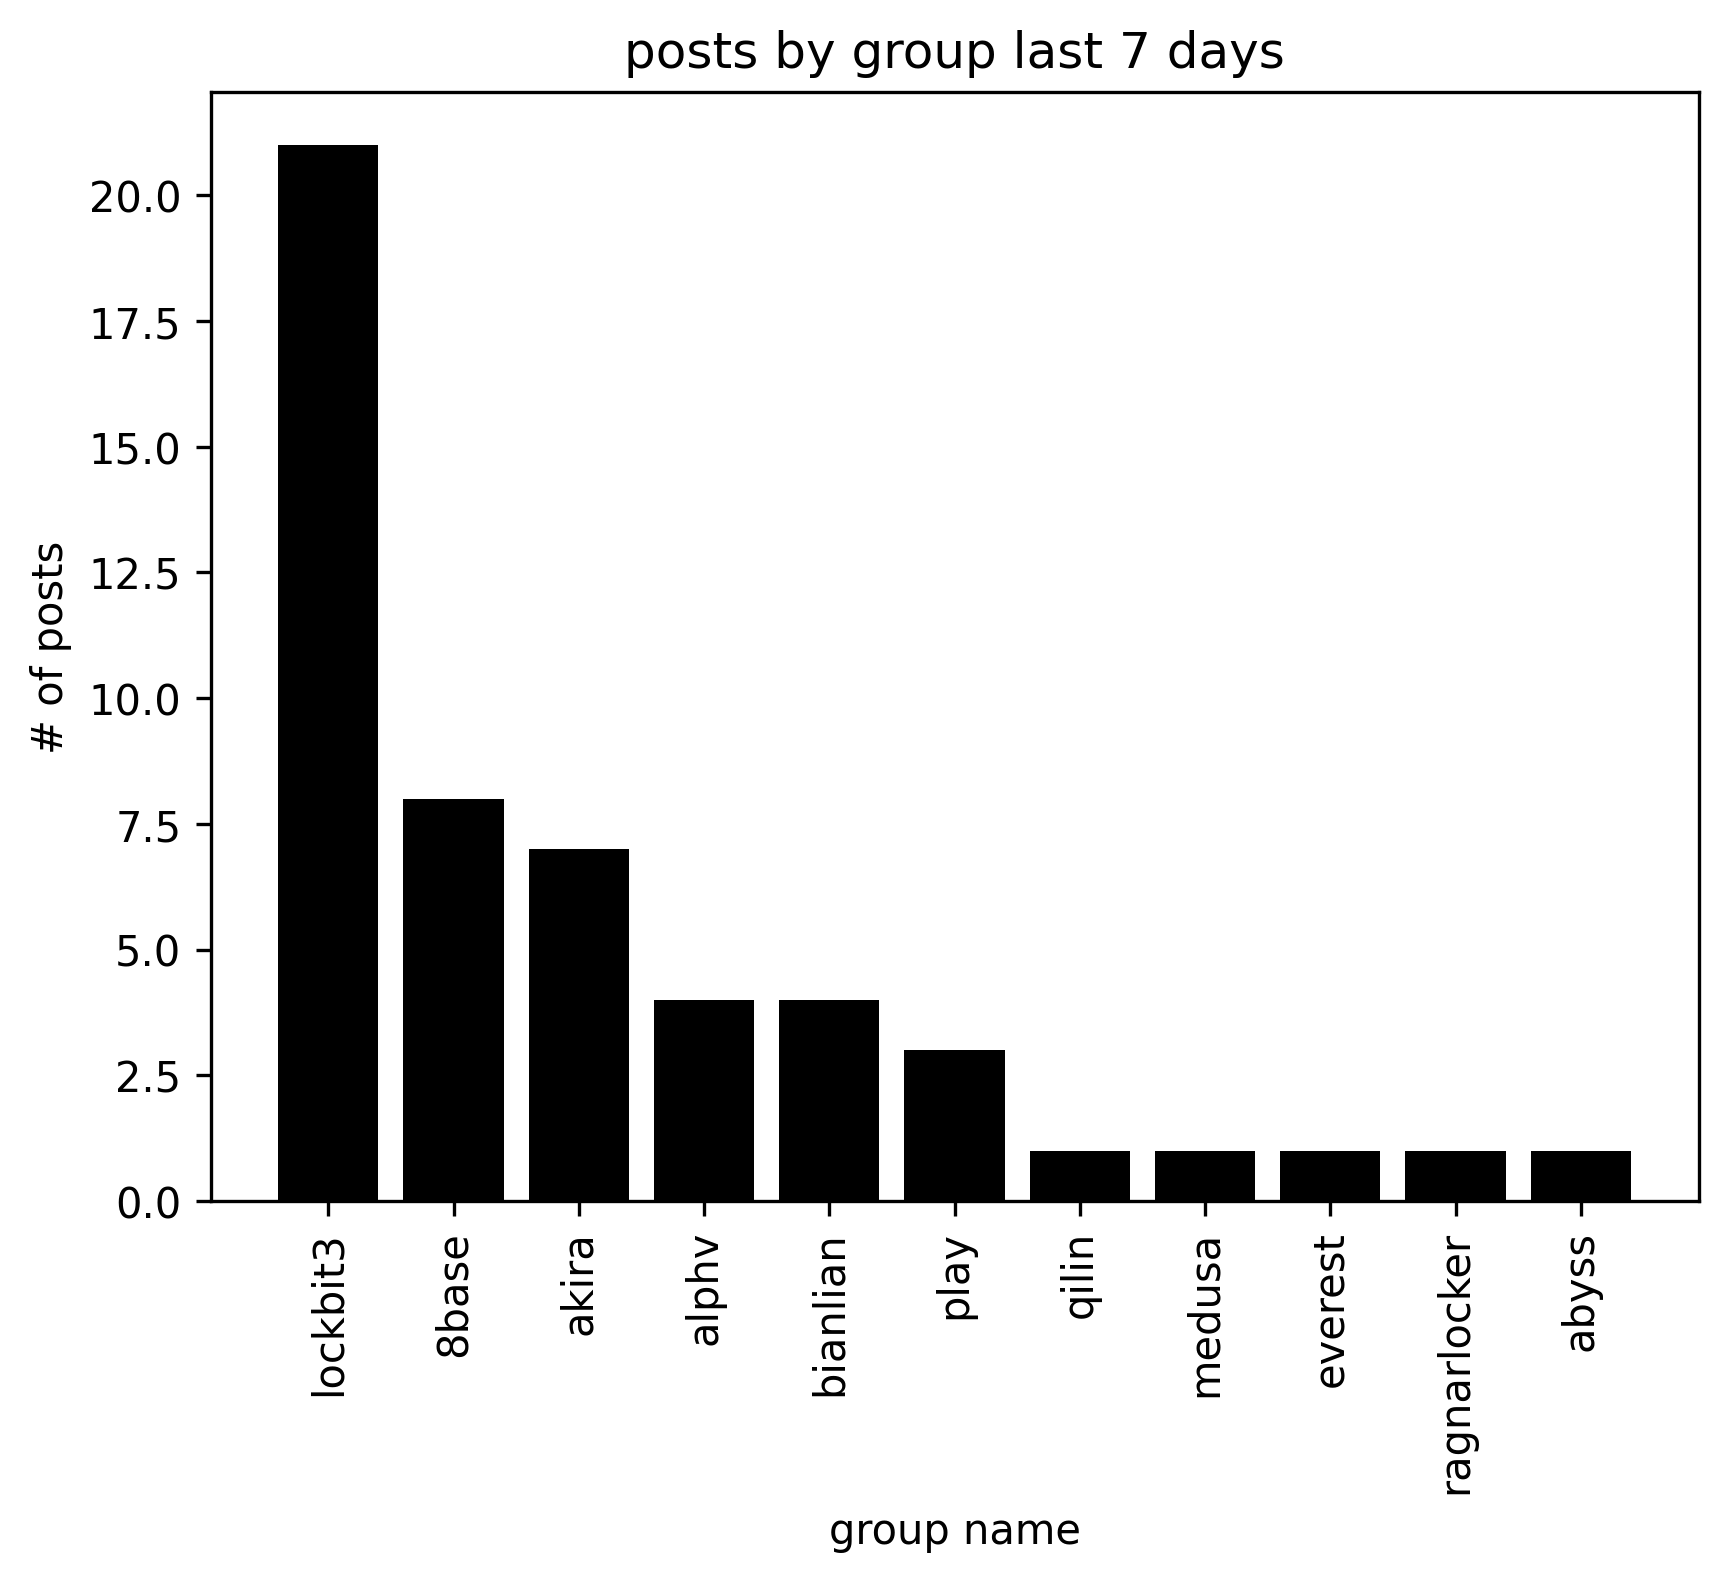 posts by group last 7 days
# of posts
20.0
17.5
15.0
12.5
10.0
7.5
5.0
2.5
0.0
lockbit3
8base
akira
alphv
bianlian
play
qilin
medusa
everest
ragnarlocker
abyss
group name